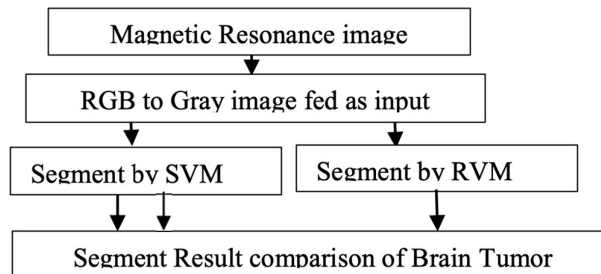 Magnetic Resonance image
RGB to Gray image fed as input
Segment by SVM
Segment by RVM
Segment Result comparison of Brain Tumor